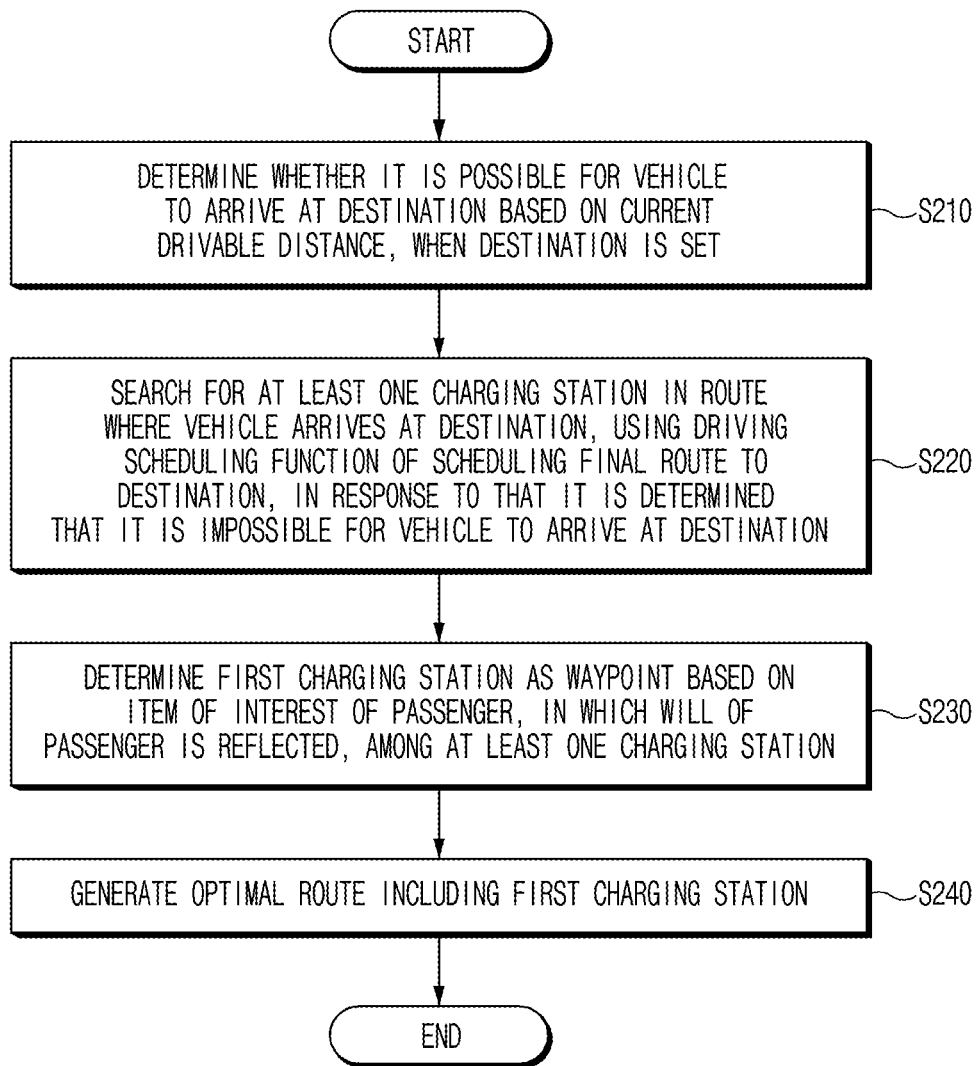 START
DETERMINE WHETHER IT IS POSSIBLE FOR VEHICLE
TO ARRIVE AT DESTINATION BASED ON CURRENT
DRIVABLE DISTANCE, WHEN DESTINATION IS SET
S210
SEARCH FOR AT LEAST ONE CHARGING STATION IN ROUTE
WHERE VEHICLE ARRIVES AT DESTINATION, USING DRIVING
SCHEDULING FUNCTION OF SCHEDULING FINAL ROUTE TO
DESTINATION, IN RESPONSE TO THAT IT IS DETERMINED
THAT IT IS IMPOSSIBLE FOR VEHICLE TO ARRIVE AT DESTINATION
S220
DETERMINE FIRST CHARGING STATION AS WAYPOINT BASED ON
ITEM OF INTEREST OF PASSENGER, IN WHICH WILL OF
PASSENGER IS REFLECTED, AMONG AT LEAST ONE CHARGING STATION
S230
GENERATE OPTIMAL ROUTE INCLUDING FIRST CHARGING STATION
S240
END